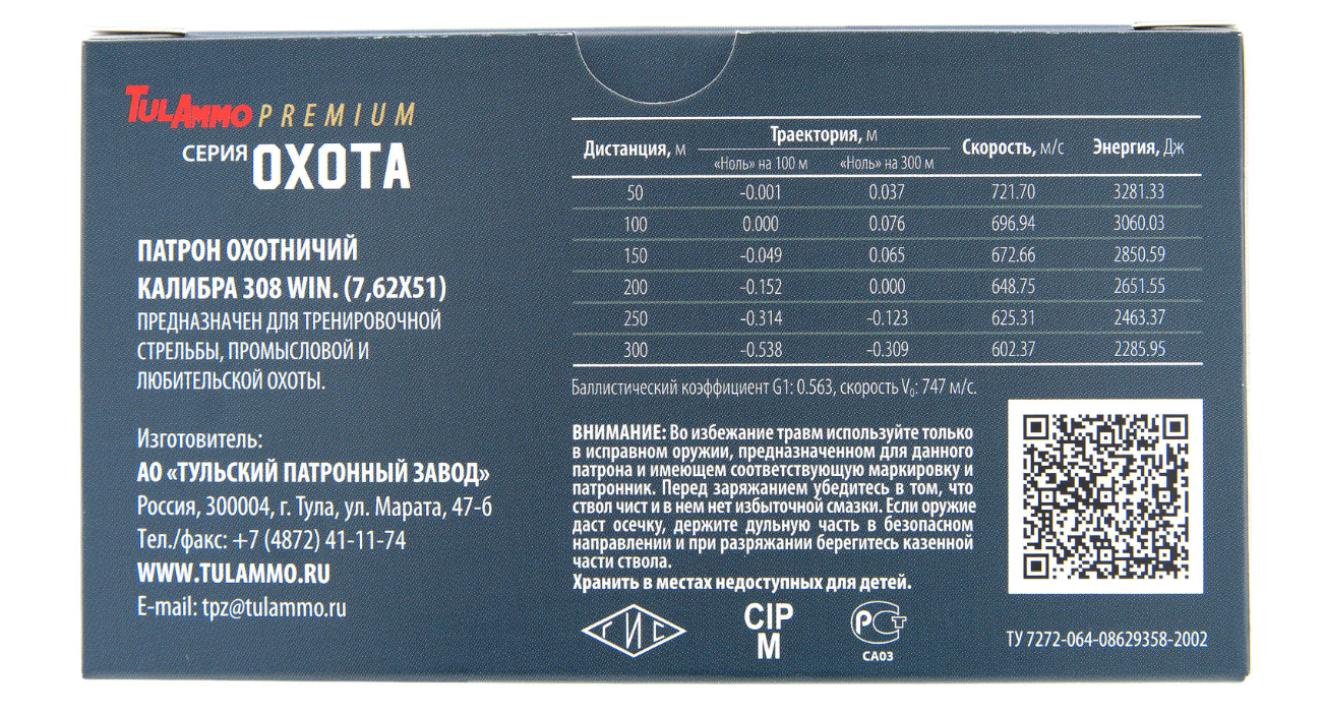 TULAMMO PREMIUM
СЕРИЯ ОХОТА
ПАТРОН ОХОТНИЧИЙ
КАЛИБРА 308 WIN. (7,62X51)
ПРЕДНАЗНАЧЕН ДЛЯ ТРЕНИРОВОЧНОЙ
СТРЕЛЬБЫ, ПРОМЫСЛОВОЙ И
ЛЮБИТЕЛЬСКОЙ ОХОТЫ.
Изготовитель:
АО «ТУЛЬСКИЙ ПАТРОННЫЙ ЗАВОД»
Россия, 300004, г. Тула, ул. Марата, 47-б
Тел./факс: +7 (4872) 41-11-74
WWW.TULAMMO.RU
E-mail: tpz@tulammo.ru
Дистанция, м Траектория, м Скорость, м/с Энергия, Дж
«Ноль» на 100 м «Ноль» на 300 м
50 -0.001 0.037 721.70 3281.33
100 0.000 0.076 696.94 3060.03
150 -0.049 0.065 672.66 2850.59
200 -0.152 0.000 648.75 2651.55
250 -0.314 -0.123 625.31 2463.37
300 -0.538 -0.309 602.37 2285.95
Баллистический коэффициент G1: 0.563, скорость V₀: 747 м/с.
ВНИМАНИЕ: Во избежание травм используйте только
в исправном оружии, предназначенном для данного
патрона и имеющем соответствующую маркировку и
патронник. Перед заряжанием убедитесь в том, что
ствол чист и в нем нет избыточной смазки. Если оружие
даст осечку, держите дульную часть в безопасном
направлении и при разряжании берегитесь казенной
части ствола.
Хранить в местах недоступных для детей.
ГИС
CIP
M
РСТ
СА03
ТУ 7272-064-08629358-2002